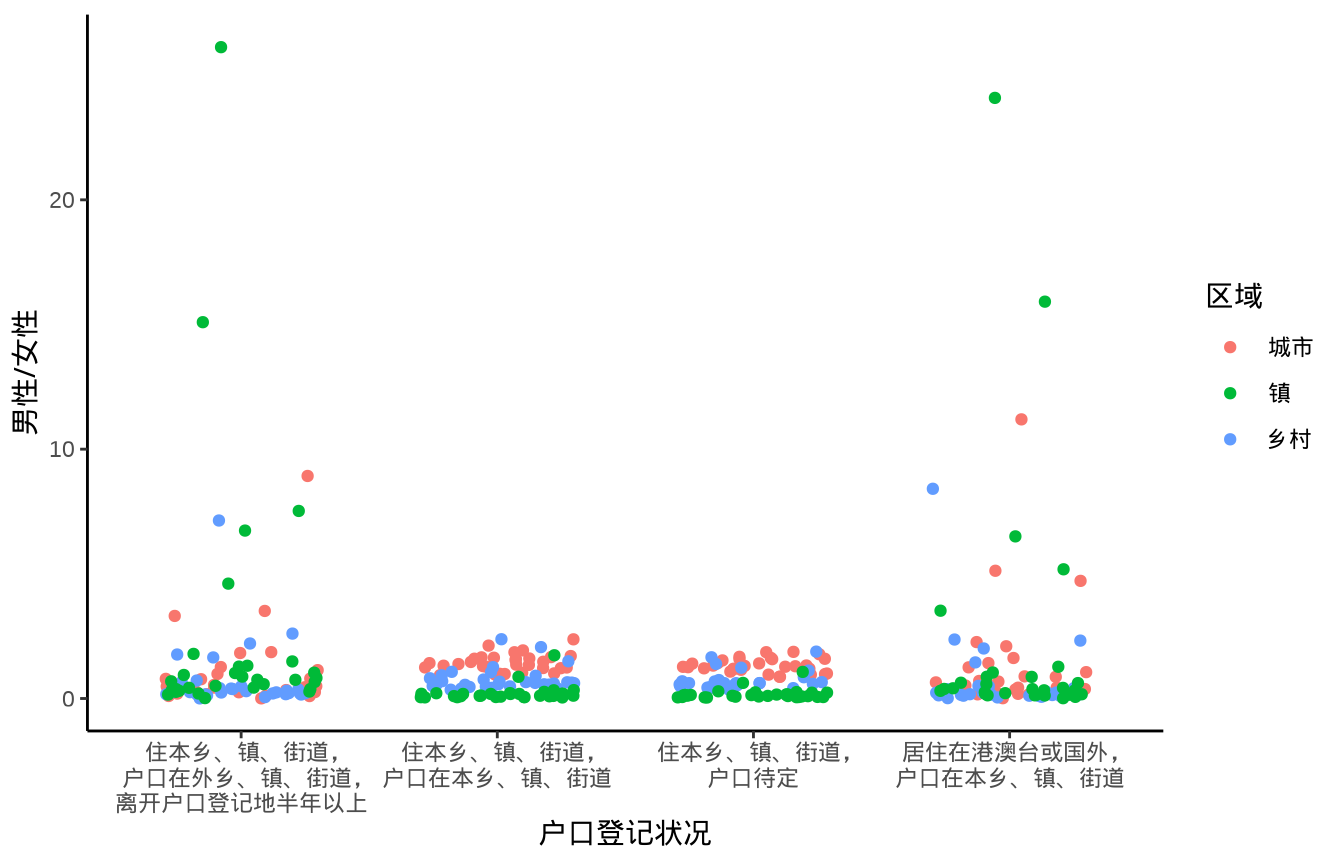 20
10
0
男性/女性
住本乡、镇、街道，
户口在外乡、镇、街道，
离开户口登记地半年以上
住本乡、镇、街道，
户口在本乡、镇、街道
住本乡、镇、街道，
户口待定
居住在港澳台或国外，
户口在本乡、镇、街道
户口登记状况
区域
城市
镇
乡村